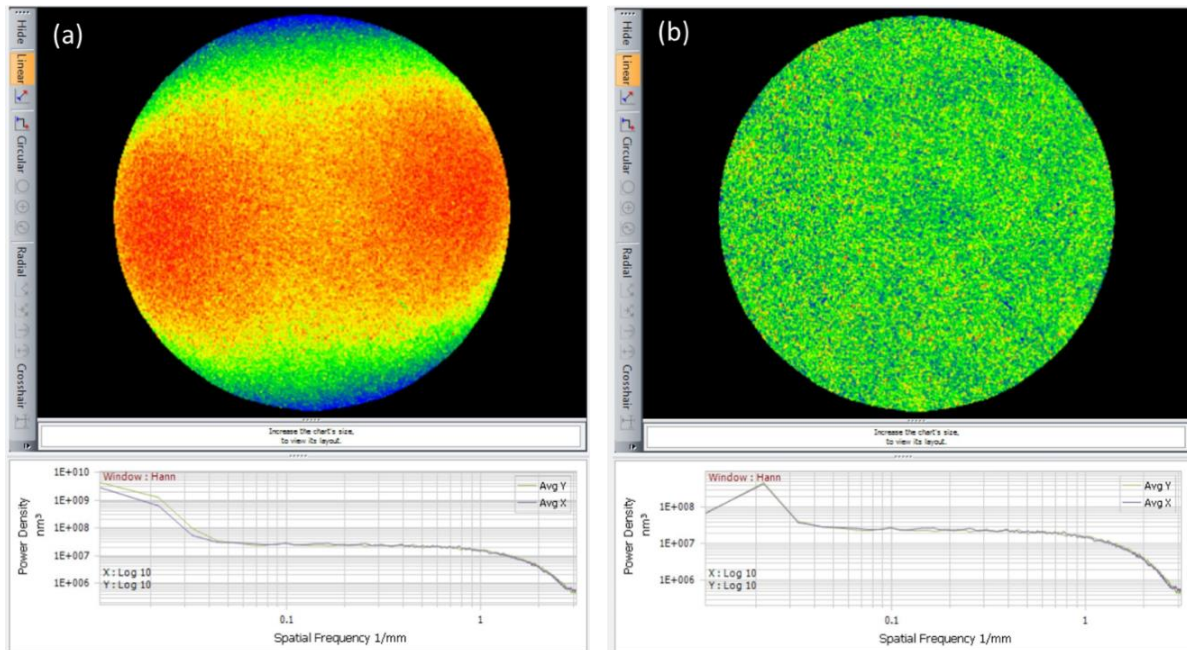 (a)
Hide
Linear
Circular
Radial
Crosshair
Increase the chart's size,
to view its layout.
1E+010
1E+009
1E+008
1E+007
1E+006
Power Density
nm³
Window : Hann
Avg Y
Avg X
X : Log 10
Y : Log 10
0.1
1
Spatial Frequency 1/mm
(b)
Hide
Linear
Circular
Radial
Crosshair
Increase the chart's size,
to view its layout.
1E+008
1E+007
1E+006
Power Density
nm³
Window : Hann
Avg Y
Avg X
X : Log 10
Y : Log 10
0.1
1
Spatial Frequency 1/mm